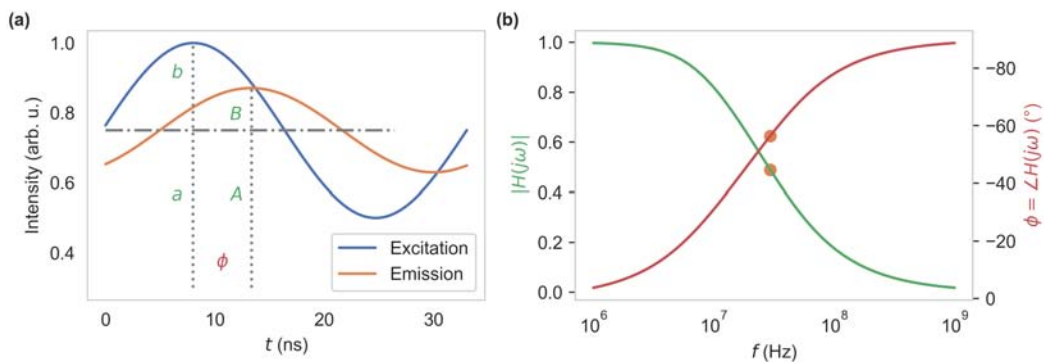 (a)
Intensity (arb. u.)
1.0
0.8
0.6
0.4
b
B
a
A
ϕ
Excitation
Emission
0
10
20
30
t (ns)
(b)
|H(jω)|
1.0
0.8
0.6
0.4
0.2
0.0
−80
−60
−40
−20
0
ϕ = ∠H(jω) (°)
10⁶
10⁷
10⁸
10⁹
f (Hz)